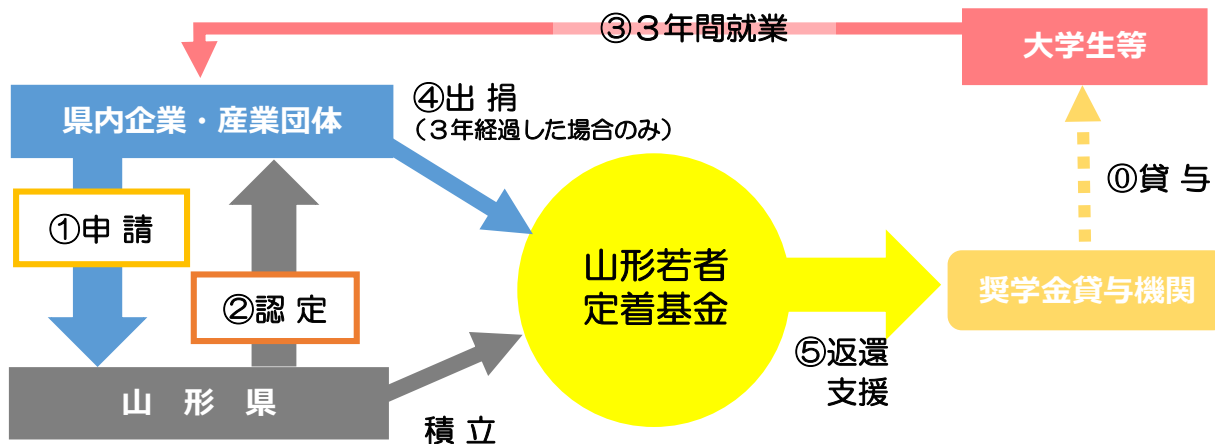 ③３年間就業
大学生等
県内企業・産業団体
④出 捐
（３年経過した場合のみ）
⓪貸 与
①申 請
②認 定
山形若者
定着基金
奨学金貸与機関
⑤返還
支援
山 形 県
積 立